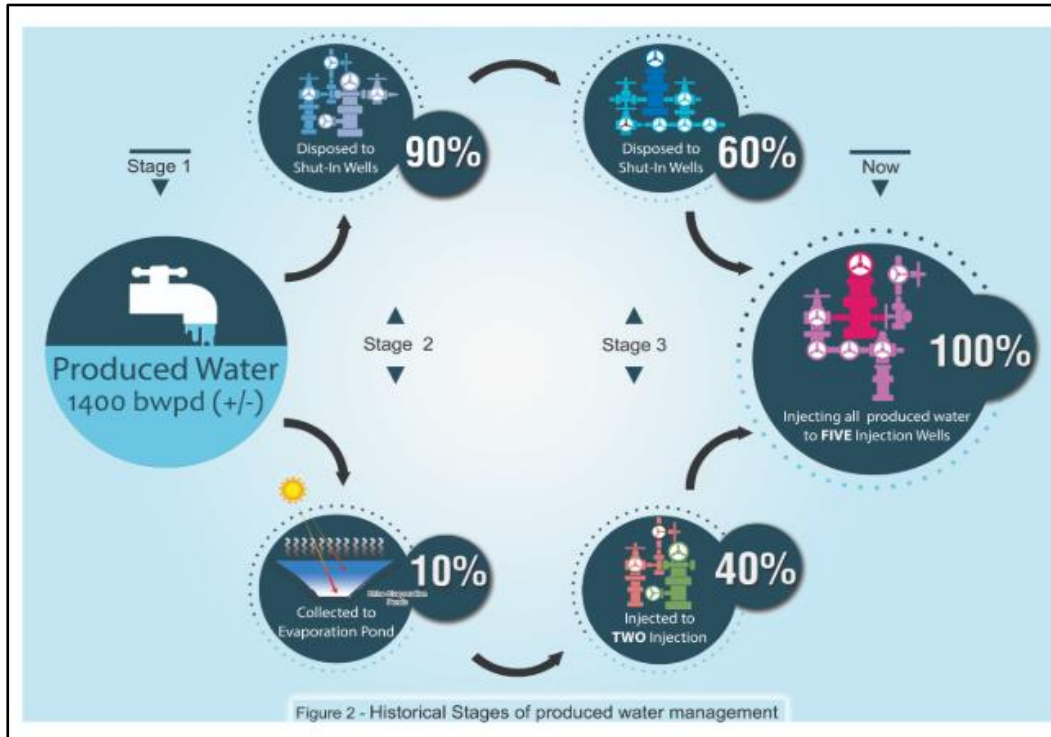 Stage 1
Produced Water
1400 bwpd (+/-)
Disposed to
Shut-In Wells
90%
Stage 2
Collected to
Evaporation Pond
10%
Disposed to
Shut-In Wells
60%
Stage 3
Injected to
TWO Injection
40%
Now
Injecting all produced water
to FIVE Injection Wells
100%
Figure 2 - Historical Stages of produced water management